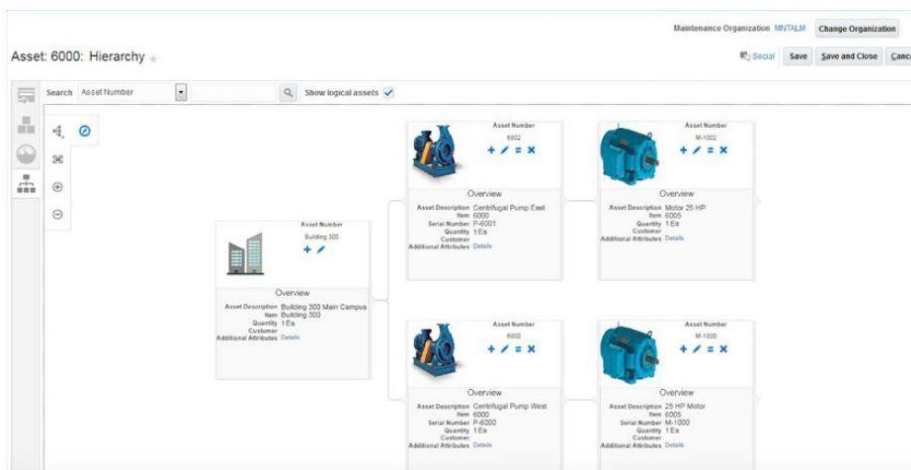 Maintenance Organization MNTALM Change Organization
Asset: 6000: Hierarchy
Social Save Save and Close Cance
Search Asset Number Show logical assets
Asset Number
6002
Overview
Asset Description Centrifugal Pump East
Item 6000
Serial Number P-6001
Quantity 1 Ea
Customer
Additional Attributes Details
Asset Number
M-1002
Overview
Asset Description Motor 25 HP
Item 6005
Quantity 1 Ea
Customer
Additional Attributes Details
Asset Number
Building 300
Overview
Asset Description Building 300 Main Campus
Item Building 300
Quantity 1 Ea
Customer
Additional Attributes Details
Asset Number
6000
Overview
Asset Description Centrifugal Pump West
Item 6000
Serial Number P-6000
Quantity 1 Ea
Customer
Additional Attributes Details
Asset Number
M-1000
Overview
Asset Description 25 HP Motor
Item 6005
Serial Number M-1000
Quantity 1 Ea
Customer
Additional Attributes Details